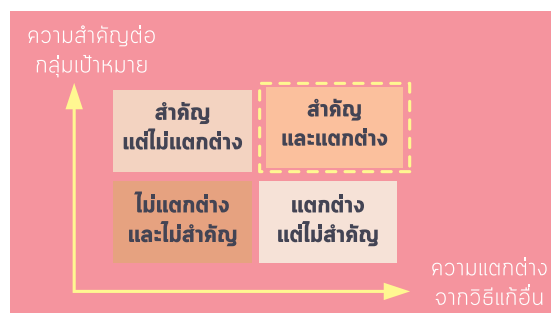 ความสำคัญต่อ
กลุ่มเป้าหมาย
สำคัญ
แต่ไม่แตกต่าง
สำคัญ
และแตกต่าง
ไม่แตกต่าง
และไม่สำคัญ
แตกต่าง
แต่ไม่สำคัญ
ความแตกต่าง
จากวิธีแก้อื่น